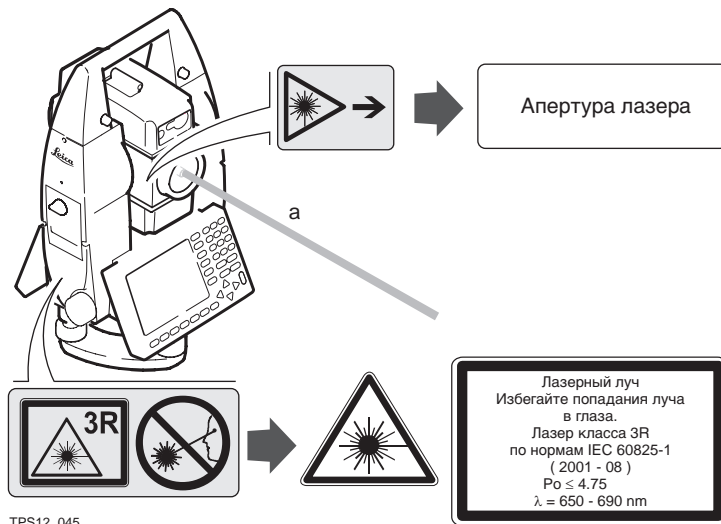 Апертура лазера
Leica
a
3R
Лазерный луч
Избегайте попадания луча
в глаза.
Лазер класса 3R
по нормам IEC 60825-1
( 2001 - 08 )
Po ≤ 4.75
λ = 650 - 690 nm
TPS12_045